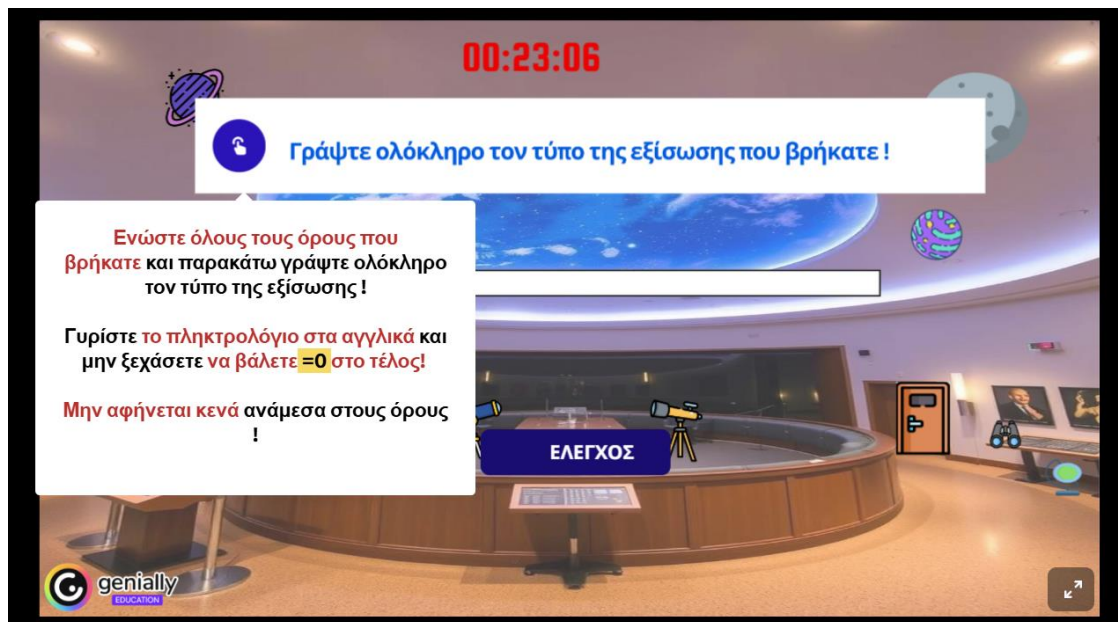 00:23:06
Γράψτε ολόκληρο τον τύπο της εξίσωσης που βρήκατε !
Ενώστε όλους τους όρους που
βρήκατε και παρακάτω γράψτε ολόκληρο
τον τύπο της εξίσωσης !
Γυρίστε το πληκτρολόγιο στα αγγλικά και
μην ξεχάσετε να βάλετε =0 στο τέλος!
Μην αφήνεται κενά ανάμεσα στους όρους
!
ΕΛΕΓΧΟΣ
genially
EDUCATION